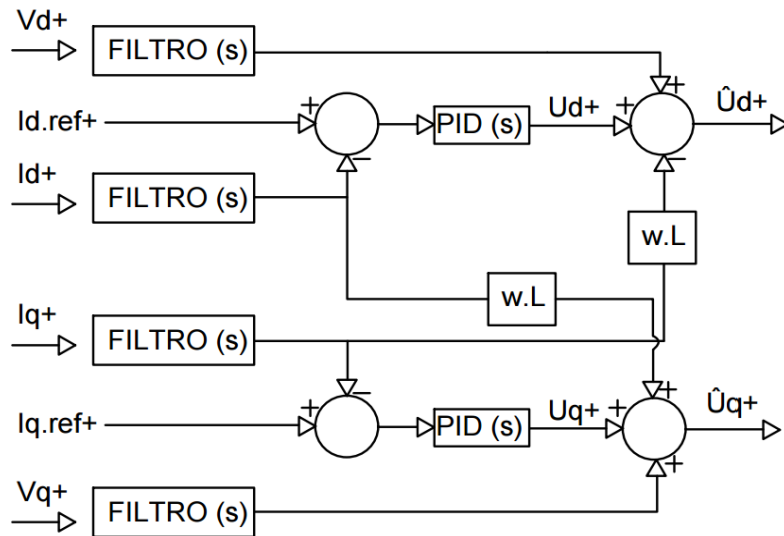 Vd+
FILTRO (s)
+
Id.ref+
+
PID (s)
Ud+
+
Ûd+
Id+
FILTRO (s)
−
−
w.L
w.L
Iq+
FILTRO (s)
−
+
Iq.ref+
+
PID (s)
Uq+
+
Ûq+
+
Vq+
FILTRO (s)